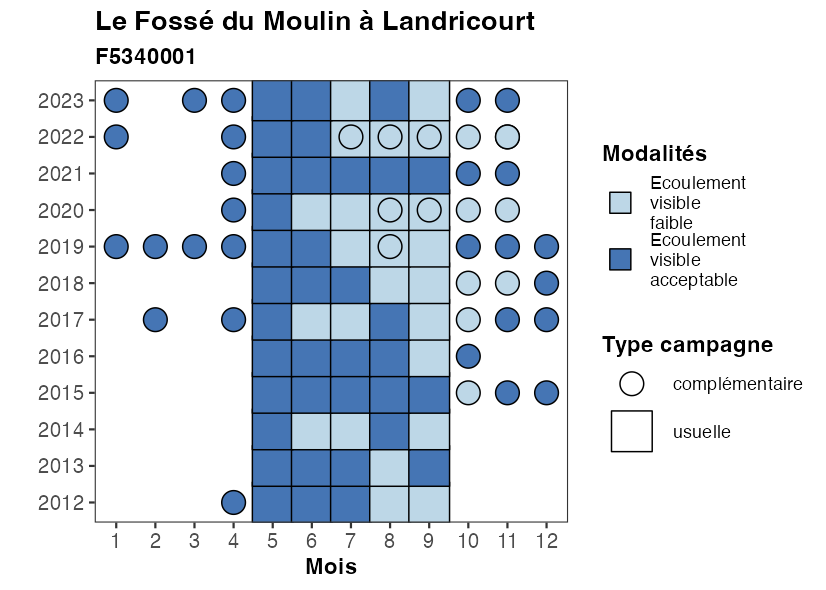 Le Fossé du Moulin à Landricourt
F5340001
2023
2022
2021
2020
2019
2018
2017
2016
2015
2014
2013
2012
1 2 3 4 5 6 7 8 9 10 11 12
Mois
Modalités
Ecoulement
visible
faible
Ecoulement
visible
acceptable
Type campagne
complémentaire
usuelle